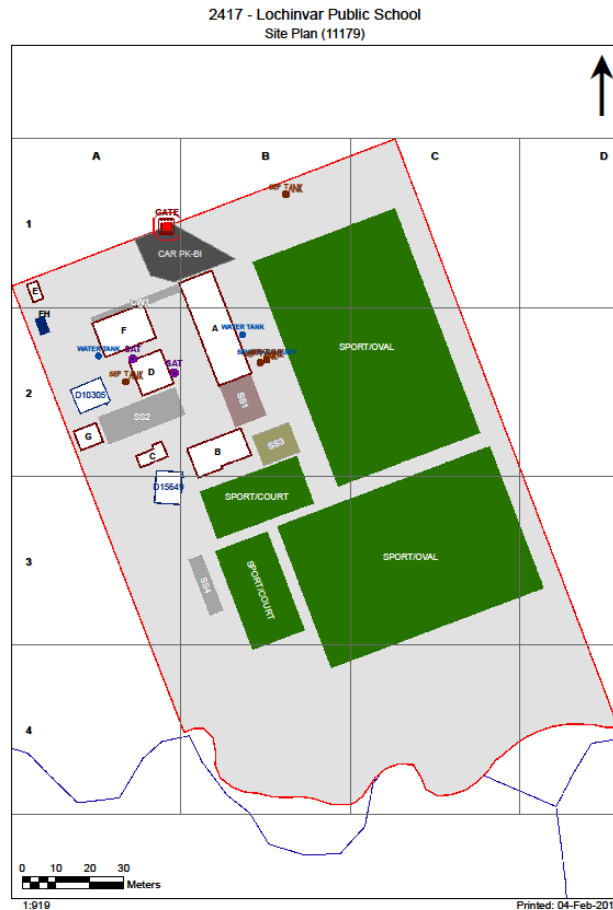 2417 - Lochinvar Public School
Site Plan (11179)
A
B
C
D
1
SEP TANK
GATE
CAR PK-BI
E
CW1
FH
F
A
WATER TANK
WATER TANK
SAT
SAT
D
SEP TANK
SPORT/OVAL
2
D10305
SS2
SS1
G
C
B
SS3
D15649
SPORT/COURT
3
SPORT/OVAL
SS4
SPORT/COURT
4
0 10 20 30
Meters
1:919
Printed: 04-Feb-201